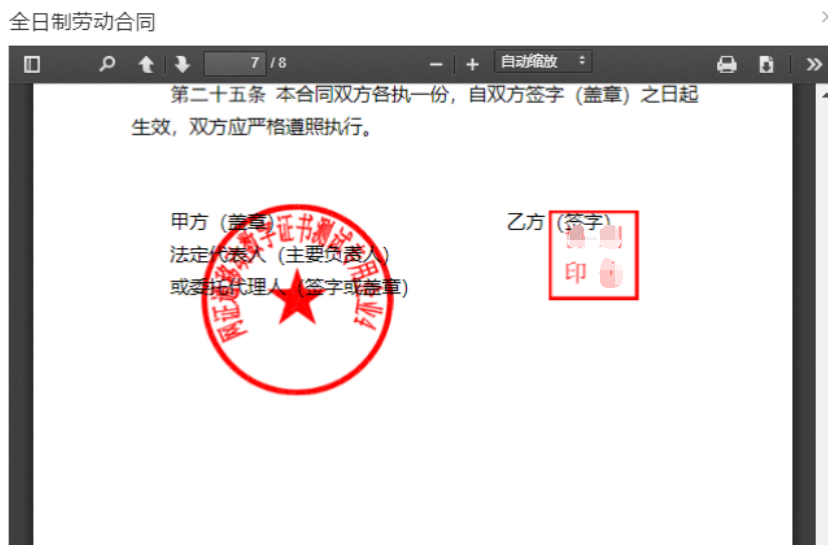 全日制劳动合同
7 / 8
自动缩放
第二十五条 本合同双方各执一份，自双方签字（盖章）之日起
生效，双方应严格遵照执行。
甲方（盖章）
乙方（签字）
法定代表人（主要负责人）
或委托代理人（签字或盖章）
印